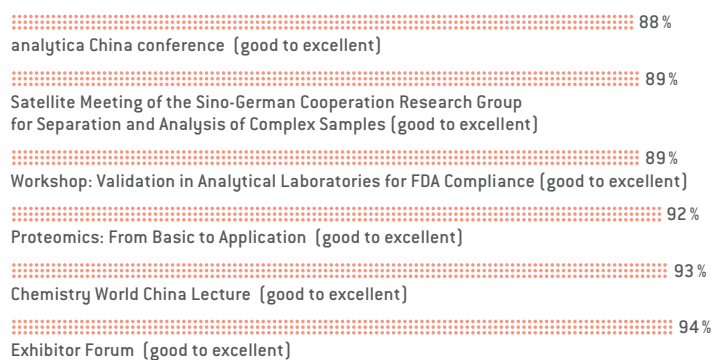 88%
analytica China conference (good to excellent)
89%
Satellite Meeting of the Sino-German Cooperation Research Group
for Separation and Analysis of Complex Samples (good to excellent)
89%
Workshop: Validation in Analytical Laboratories for FDA Compliance (good to excellent)
92%
Proteomics: From Basic to Application (good to excellent)
93%
Chemistry World China Lecture (good to excellent)
94%
Exhibitor Forum (good to excellent)